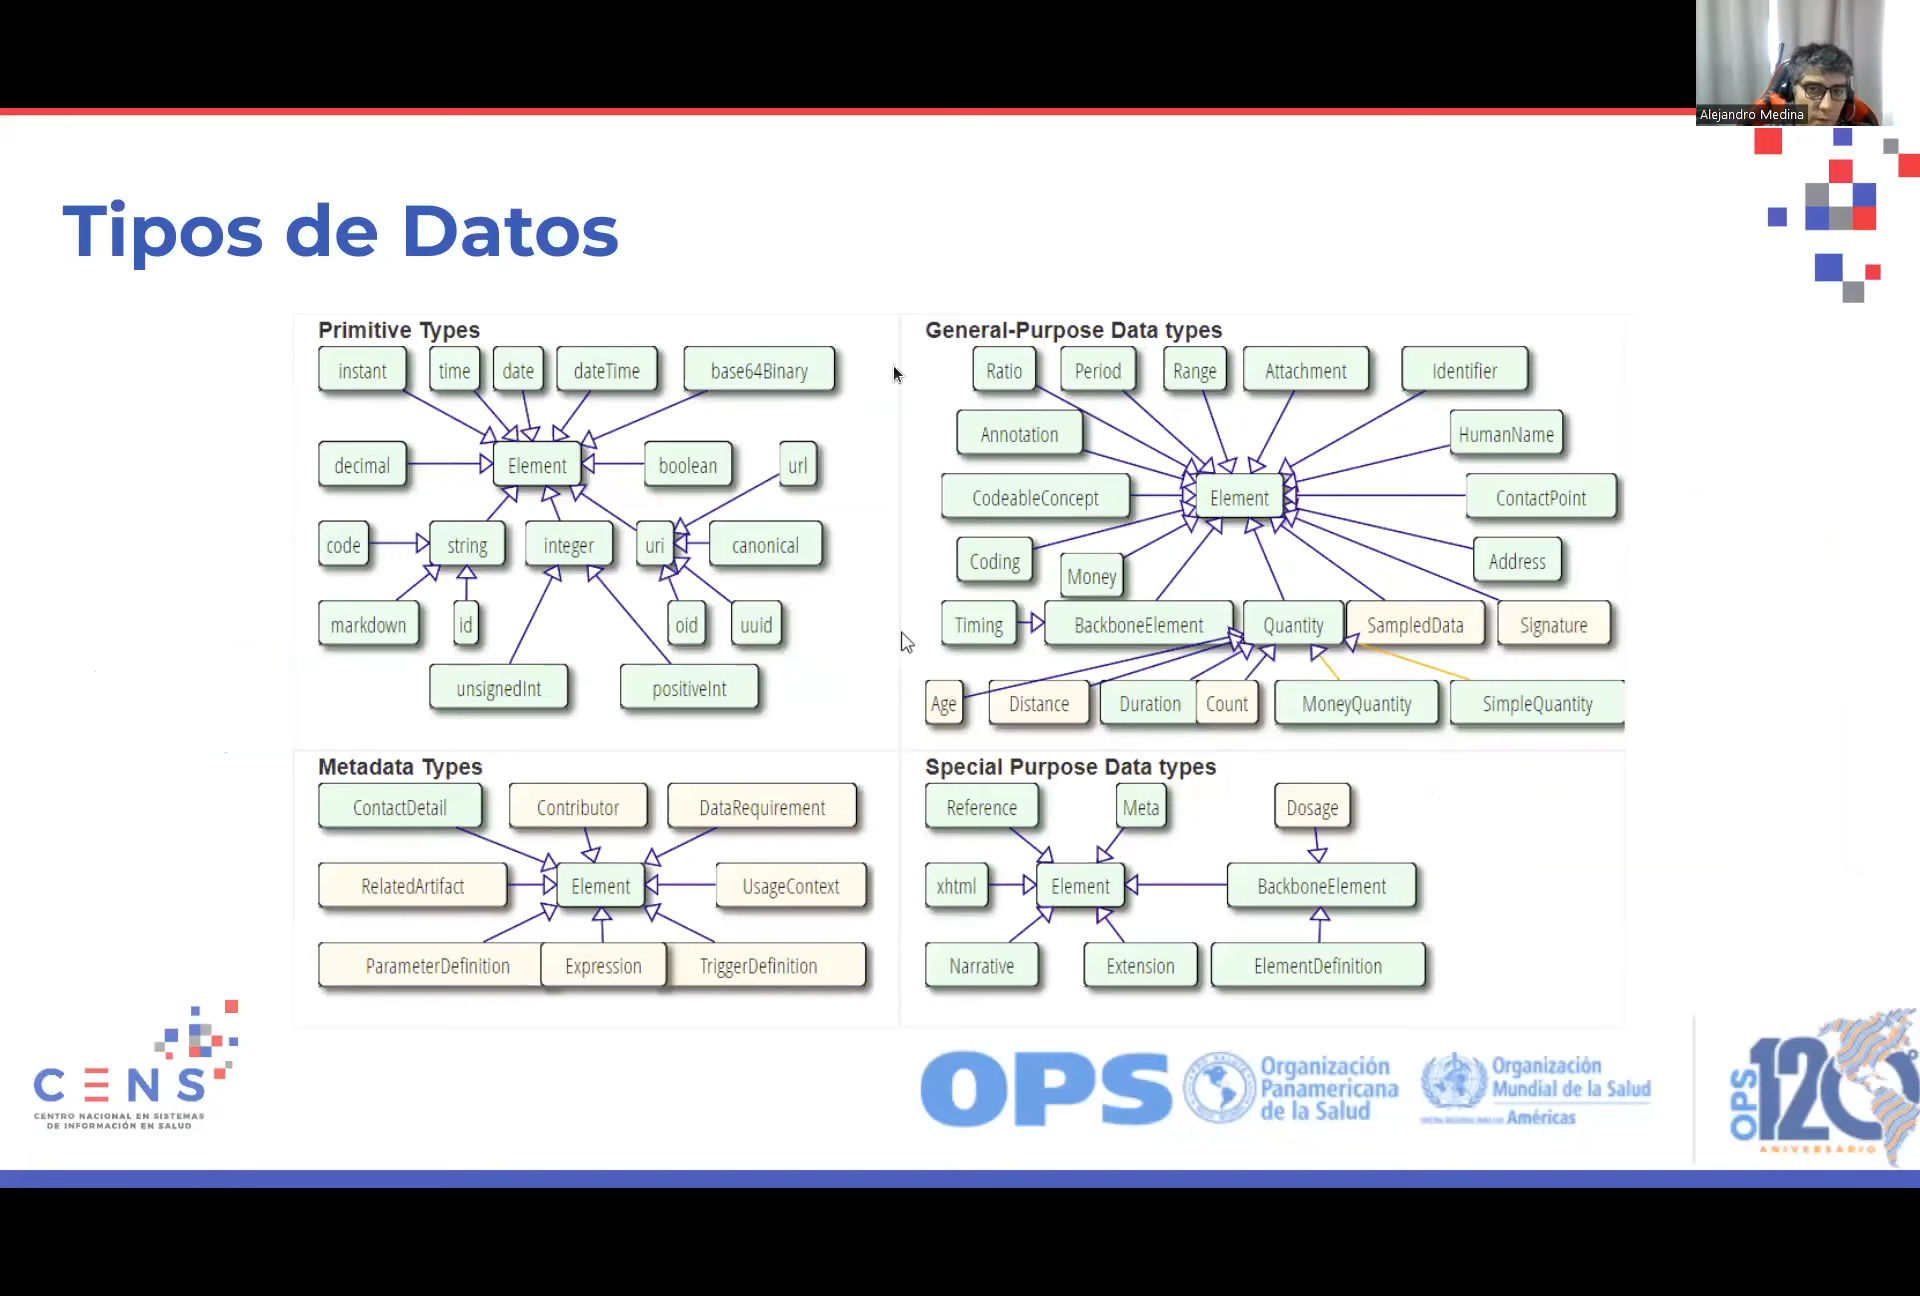 Alejandro Medina
Tipos de Datos
Primitive Types
instant
time
date
dateTime
base64Binary
decimal
Element
boolean
url
code
string
integer
uri
canonical
markdown
id
oid
uuid
unsignedInt
positiveInt
General-Purpose Data types
Ratio
Period
Range
Attachment
Identifier
Annotation
HumanName
CodeableConcept
Element
ContactPoint
Coding
Money
Address
Timing
BackboneElement
Quantity
SampledData
Signature
Age
Distance
Duration
Count
MoneyQuantity
SimpleQuantity
Metadata Types
ContactDetail
Contributor
DataRequirement
RelatedArtifact
Element
UsageContext
ParameterDefinition
Expression
TriggerDefinition
Special Purpose Data types
Reference
Meta
Dosage
xhtml
Element
BackboneElement
Narrative
Extension
ElementDefinition
CENS
CENTRO NACIONAL EN SISTEMAS
DE INFORMACIÓN EN SALUD
OPS
Organización
Panamericana
de la Salud
Organización
Mundial de la Salud
Américas
OPS
120
ANIVERSARIO